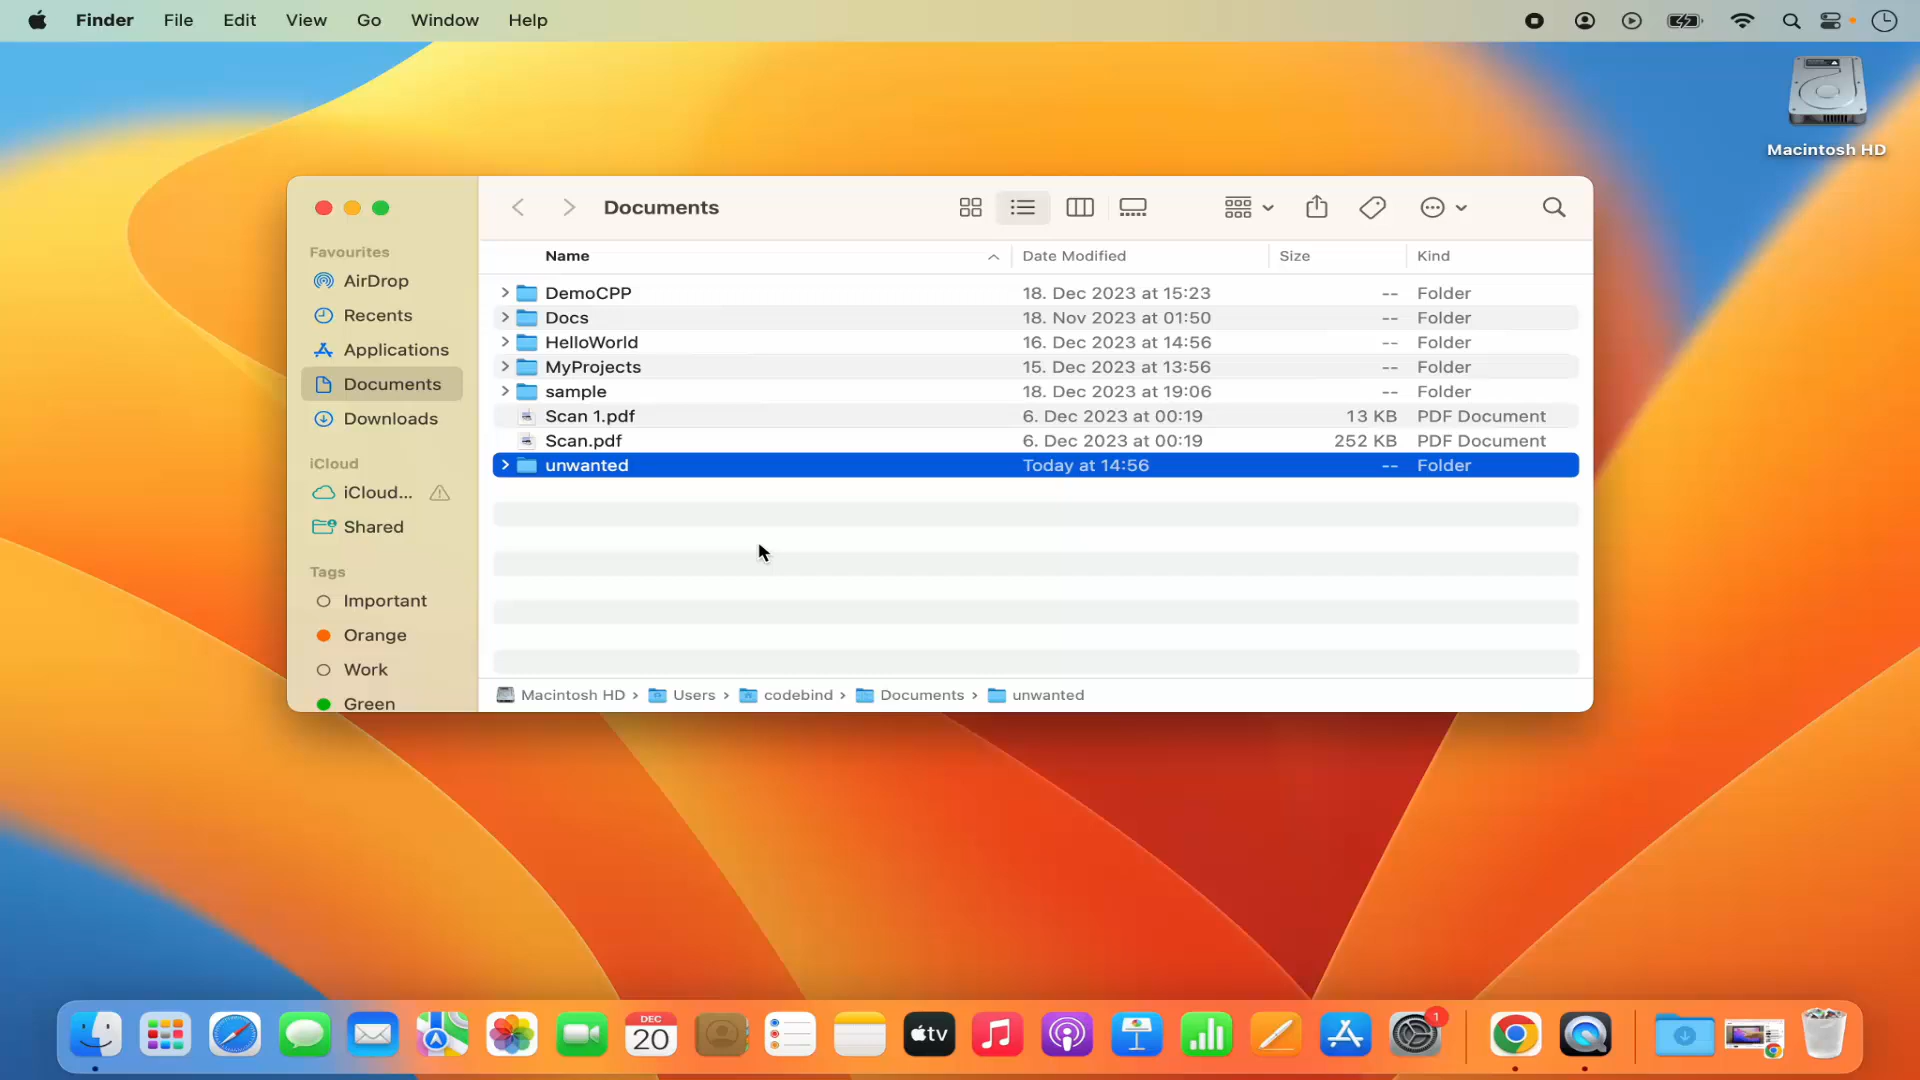 Finder File Edit View Go Window Help
Macintosh HD
Documents
Favourites
AirDrop
Recents
Applications
Documents
Downloads
iCloud
iCloud...
Shared
Tags
Important
Orange
Work
Green
Name Date Modified Size Kind
DemoCPP 18. Dec 2023 at 15:23 -- Folder
Docs 18. Nov 2023 at 01:50 -- Folder
HelloWorld 16. Dec 2023 at 14:56 -- Folder
MyProjects 15. Dec 2023 at 13:56 -- Folder
sample 18. Dec 2023 at 19:06 -- Folder
Scan 1.pdf 6. Dec 2023 at 00:19 13 KB PDF Document
Scan.pdf 6. Dec 2023 at 00:19 252 KB PDF Document
unwanted Today at 14:56 -- Folder
Macintosh HD › Users › codebind › Documents › unwanted
DEC
20
tv
1